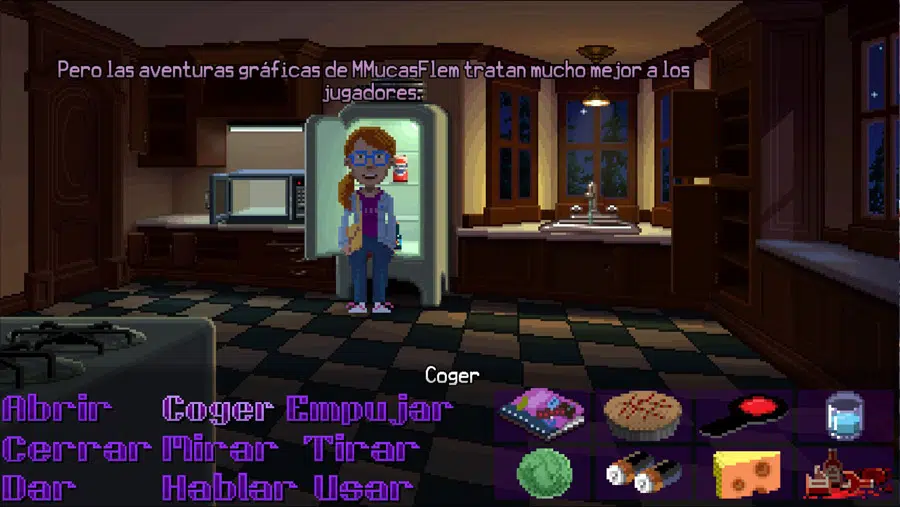 Pero las aventuras gráficas de MMucasFlem tratan mucho mejor a los
jugadores.
Coger
Abrir Coger Empujar
Cerrar Mirar Tirar
Dar Hablar Usar